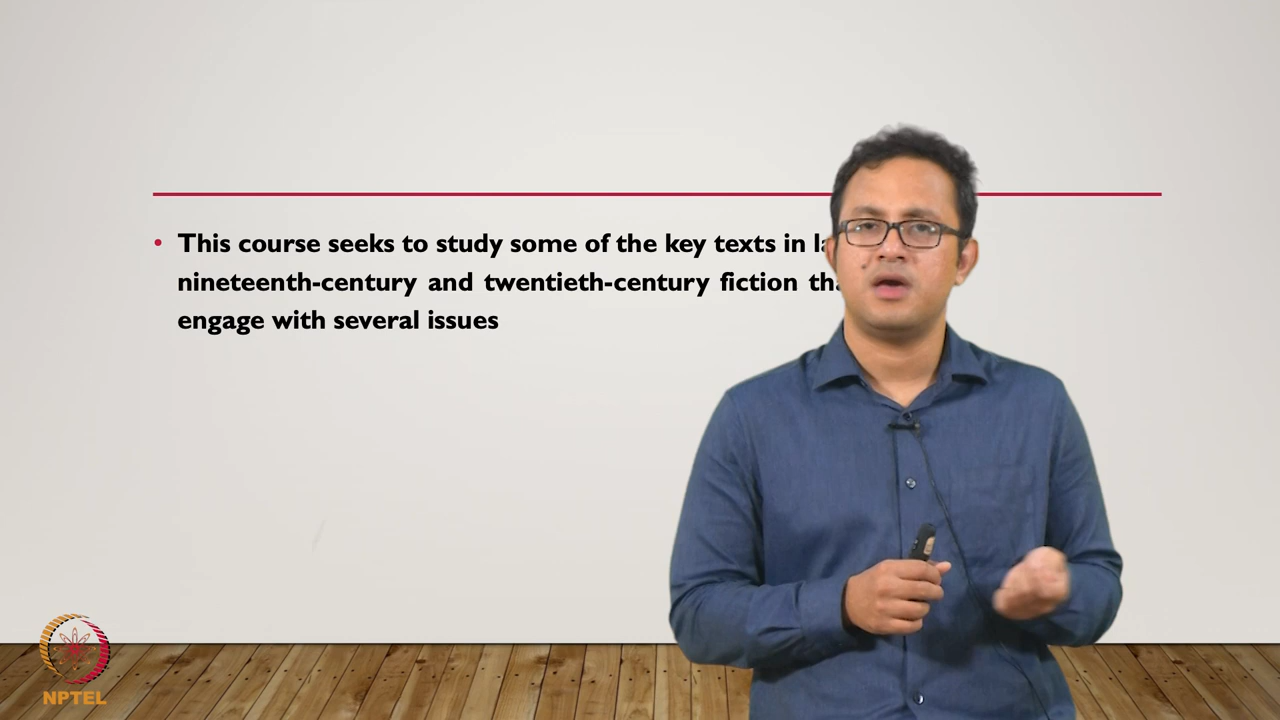 This course seeks to study some of the key texts in
nineteenth-century and twentieth-century fiction
engage with several issues
NPTEL